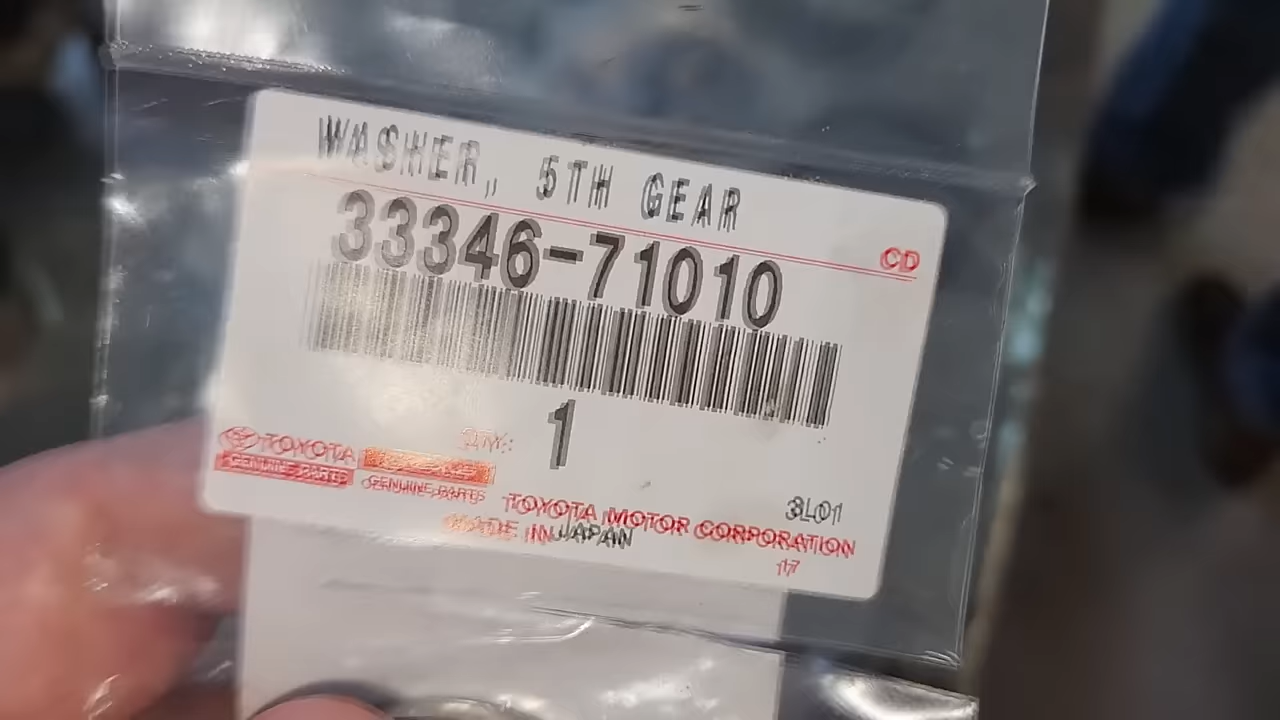 WASHER,, 5TH GEAR
33346-71010
CD
QTY: 1
TOYOTA
GENUINE PARTS
GENUINE PARTS
3L01
TOYOTA MOTOR CORPORATION
MADE IN JAPAN
17